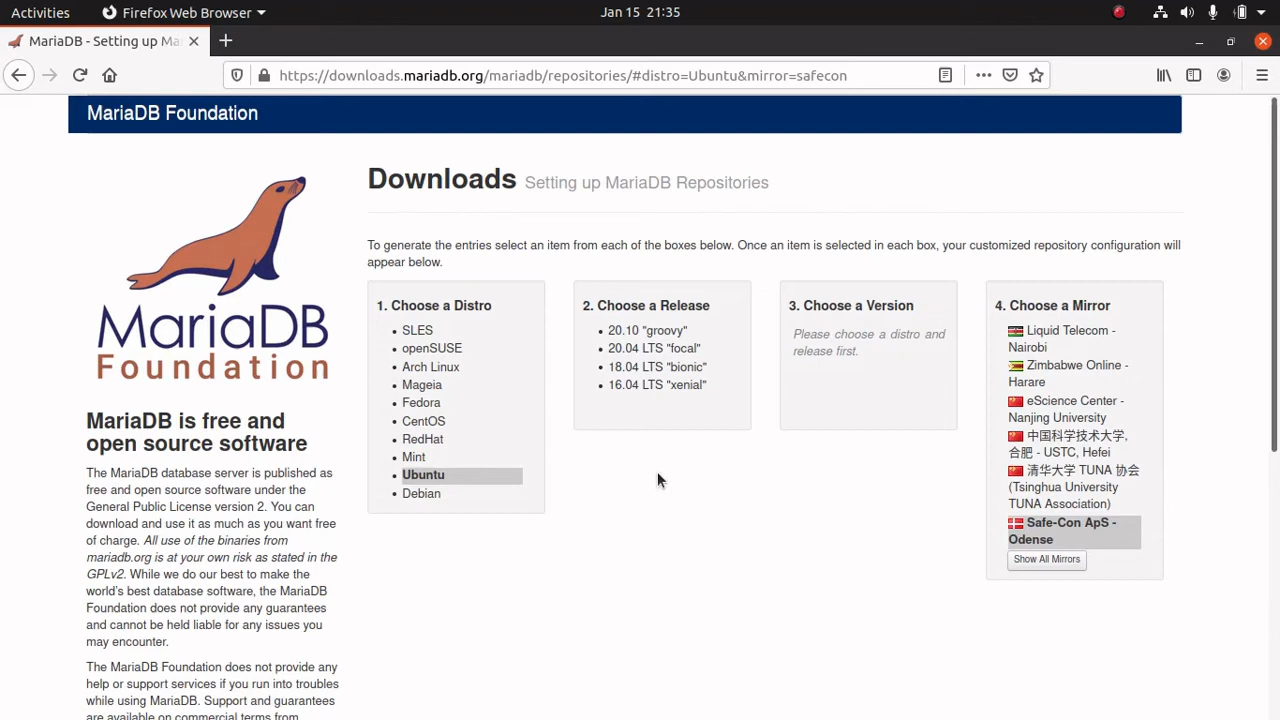 Activities
Firefox Web Browser
Jan 15 21:35
MariaDB - Setting up Ma
https://downloads.mariadb.org/mariadb/repositories/#distro=Ubuntu&mirror=safecon
MariaDB Foundation
MariaDB
Foundation
MariaDB is free and
open source software
The MariaDB database server is published as
free and open source software under the
General Public License version 2. You can
download and use it as much as you want free
of charge. All use of the binaries from
mariadb.org is at your own risk as stated in the
GPLv2. While we do our best to make the
world's best database software, the MariaDB
Foundation does not provide any guarantees
and cannot be held liable for any issues you
may encounter.
The MariaDB Foundation does not provide any
help or support services if you run into troubles
while using MariaDB. Support and guarantees
are available on commercial terms from
Downloads Setting up MariaDB Repositories
To generate the entries select an item from each of the boxes below. Once an item is selected in each box, your customized repository configuration will
appear below.
1. Choose a Distro
SLES
openSUSE
Arch Linux
Mageia
Fedora
CentOS
RedHat
Mint
Ubuntu
Debian
2. Choose a Release
20.10 "groovy"
20.04 LTS "focal"
18.04 LTS "bionic"
16.04 LTS "xenial"
3. Choose a Version
Please choose a distro and
release first.
4. Choose a Mirror
Liquid Telecom -
Nairobi
Zimbabwe Online -
Harare
eScience Center -
Nanjing University
中国科学技术大学,
合肥 - USTC, Hefei
清华大学 TUNA 协会
(Tsinghua University
TUNA Association)
Safe-Con ApS -
Odense
Show All Mirrors